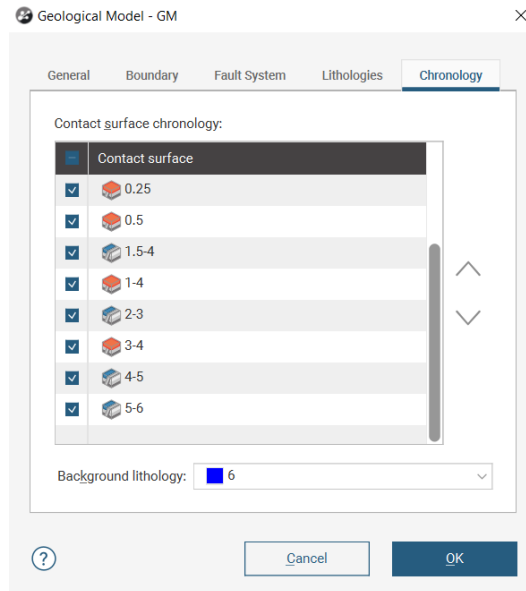 Geological Model - GM
General Boundary Fault System Lithologies Chronology
Contact surface chronology:
Contact surface
0.25
0.5
1.5-4
1-4
2-3
3-4
4-5
5-6
Background lithology: 6
? Cancel OK